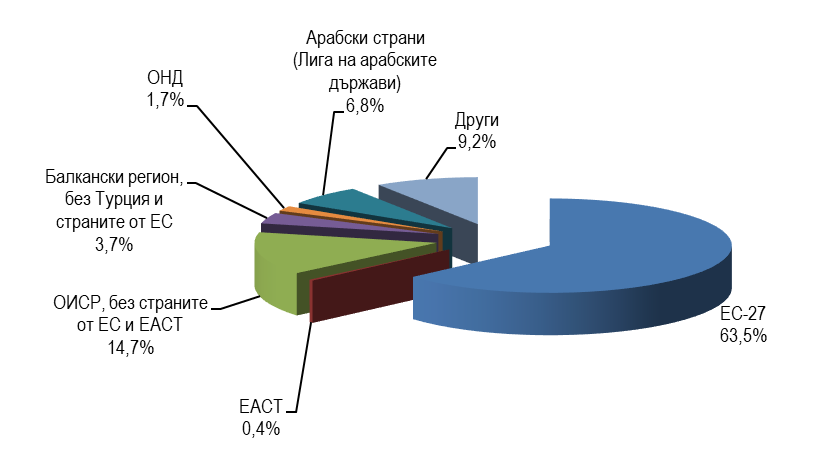 Арабски страни
(Лига на арабските
държави)
6,8%
ОНД
1,7%
Други
9,2%
Балкански регион,
без Турция и
страните от ЕС
3,7%
ОИСР, без страните
от ЕС и ЕАСТ
14,7%
ЕС-27
63,5%
ЕАСТ
0,4%